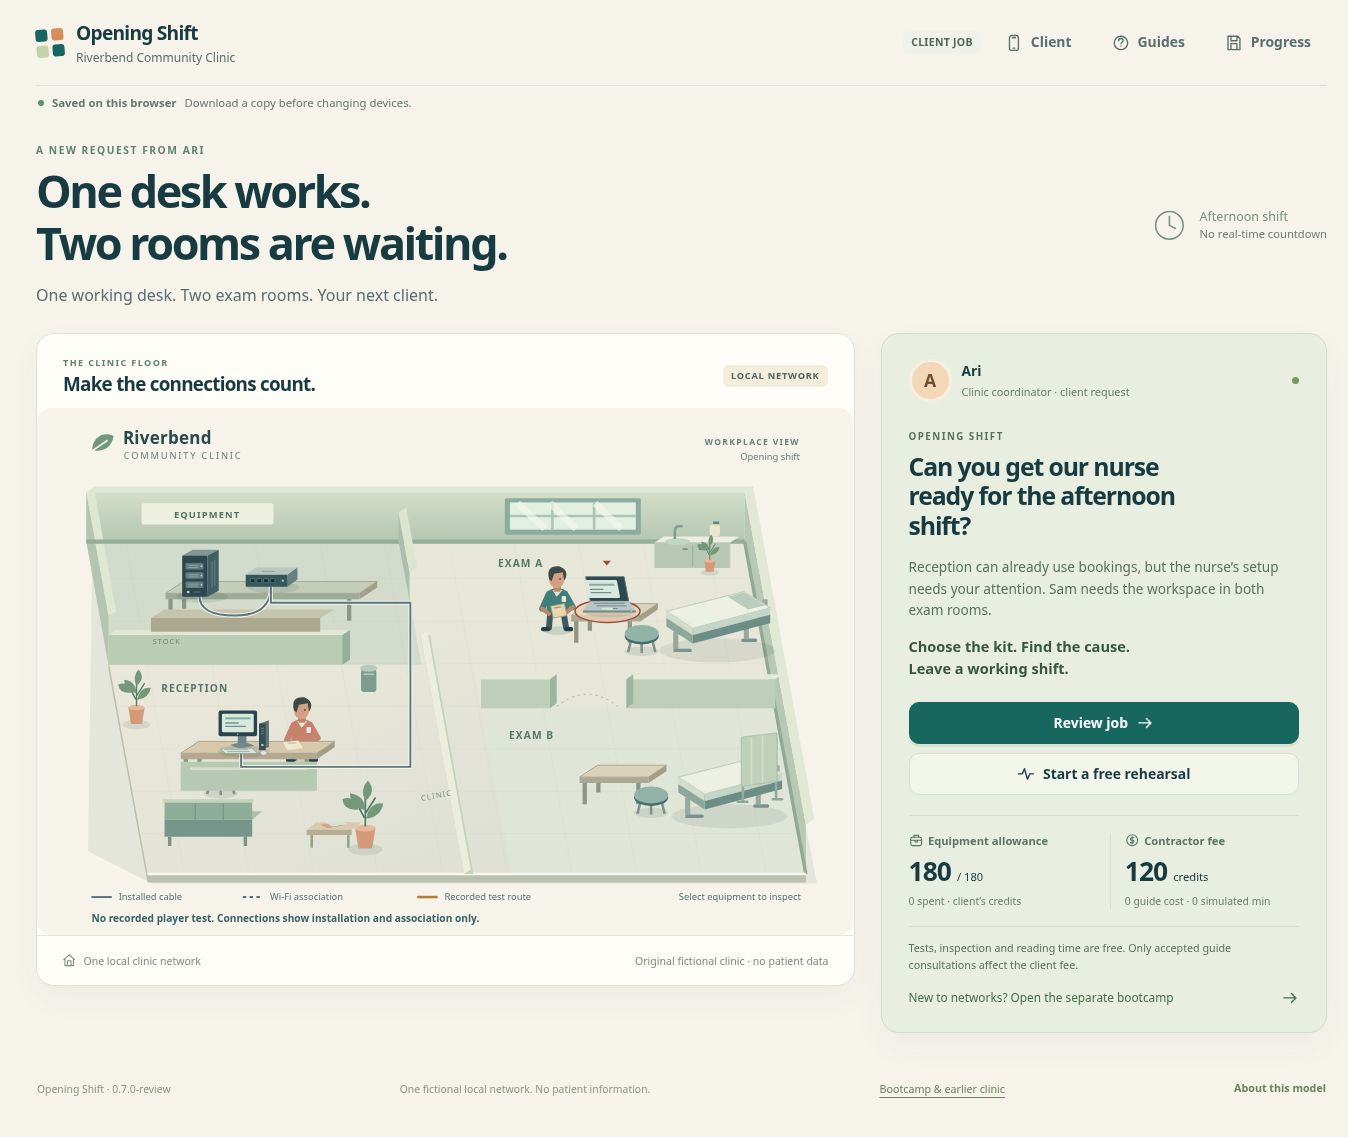 Opening Shift
Riverbend Community Clinic
CLIENT JOB
Client
Guides
Progress
Saved on this browser Download a copy before changing devices.
A NEW REQUEST FROM ARI
One desk works.
Two rooms are waiting.
One working desk. Two exam rooms. Your next client.
Afternoon shift
No real-time countdown
THE CLINIC FLOOR
Make the connections count.
LOCAL NETWORK
Riverbend
COMMUNITY CLINIC
WORKPLACE VIEW
Opening shift
EQUIPMENT
EXAM A
STOCK
RECEPTION
EXAM B
CLINIC
Installed cable
Wi-Fi association
Recorded test route
Select equipment to inspect
No recorded player test. Connections show installation and association only.
One local clinic network
Original fictional clinic · no patient data
A
Ari
Clinic coordinator · client request
OPENING SHIFT
Can you get our nurse
ready for the afternoon
shift?
Reception can already use bookings, but the nurse’s setup
needs your attention. Sam needs the workspace in both
exam rooms.
Choose the kit. Find the cause.
Leave a working shift.
Review job
Start a free rehearsal
Equipment allowance
180 / 180
0 spent · client’s credits
Contractor fee
120 credits
0 guide cost · 0 simulated min
Tests, inspection and reading time are free. Only accepted guide
consultations affect the client fee.
New to networks? Open the separate bootcamp
Opening Shift · 0.7.0-review
One fictional local network. No patient information.
Bootcamp & earlier clinic
About this model